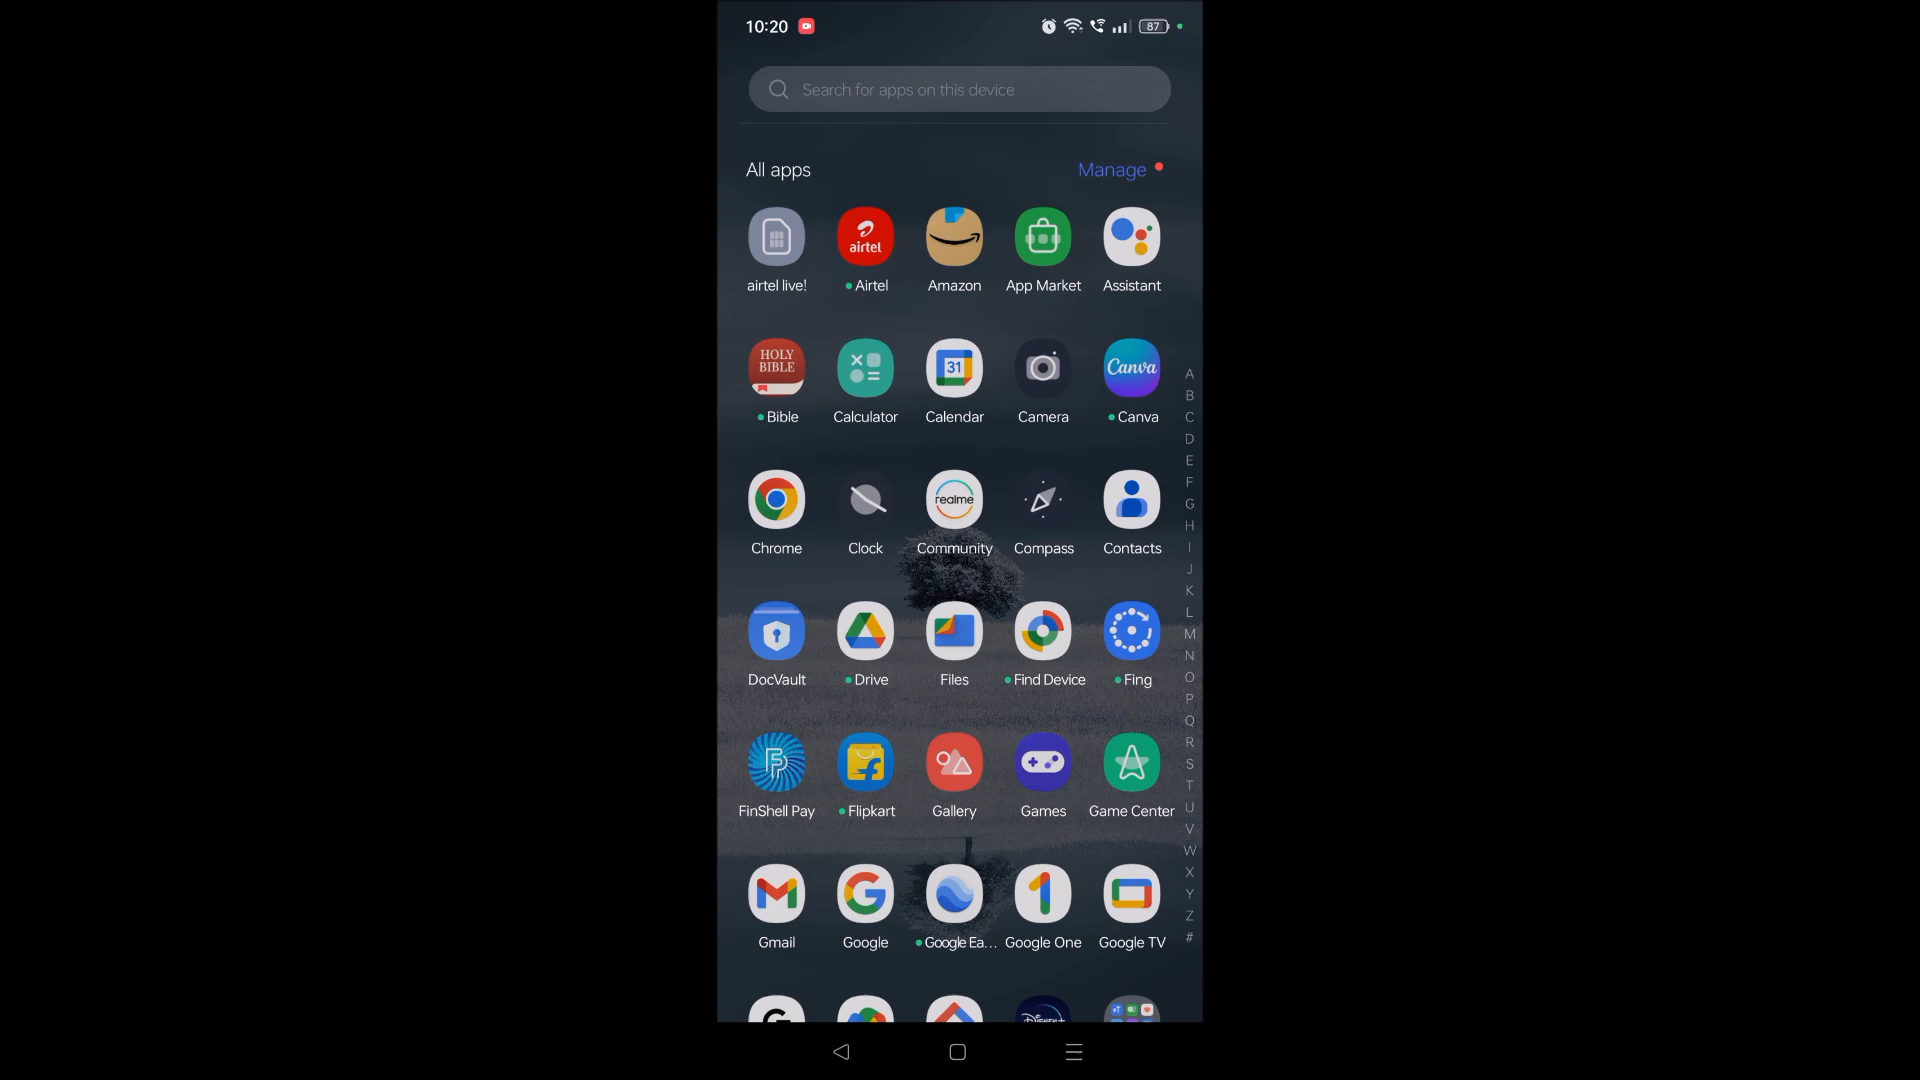 10:20
87
Search for apps on this device
All apps
Manage
airtel
airtel live!
Airtel
Amazon
App Market
Assistant
HOLY
BIBLE
31
Canva
Bible
Calculator
Calendar
Camera
Canva
realme
Chrome
Clock
Community
Compass
Contacts
DocVault
Drive
Files
Find Device
Fing
FinShell Pay
Flipkart
Gallery
Games
Game Center
Gmail
Google
Google Ea...
Google One
Google TV
Disney+
A
B
C
D
E
F
G
H
I
J
K
L
M
N
O
P
Q
R
S
T
U
V
W
X
Y
Z
#